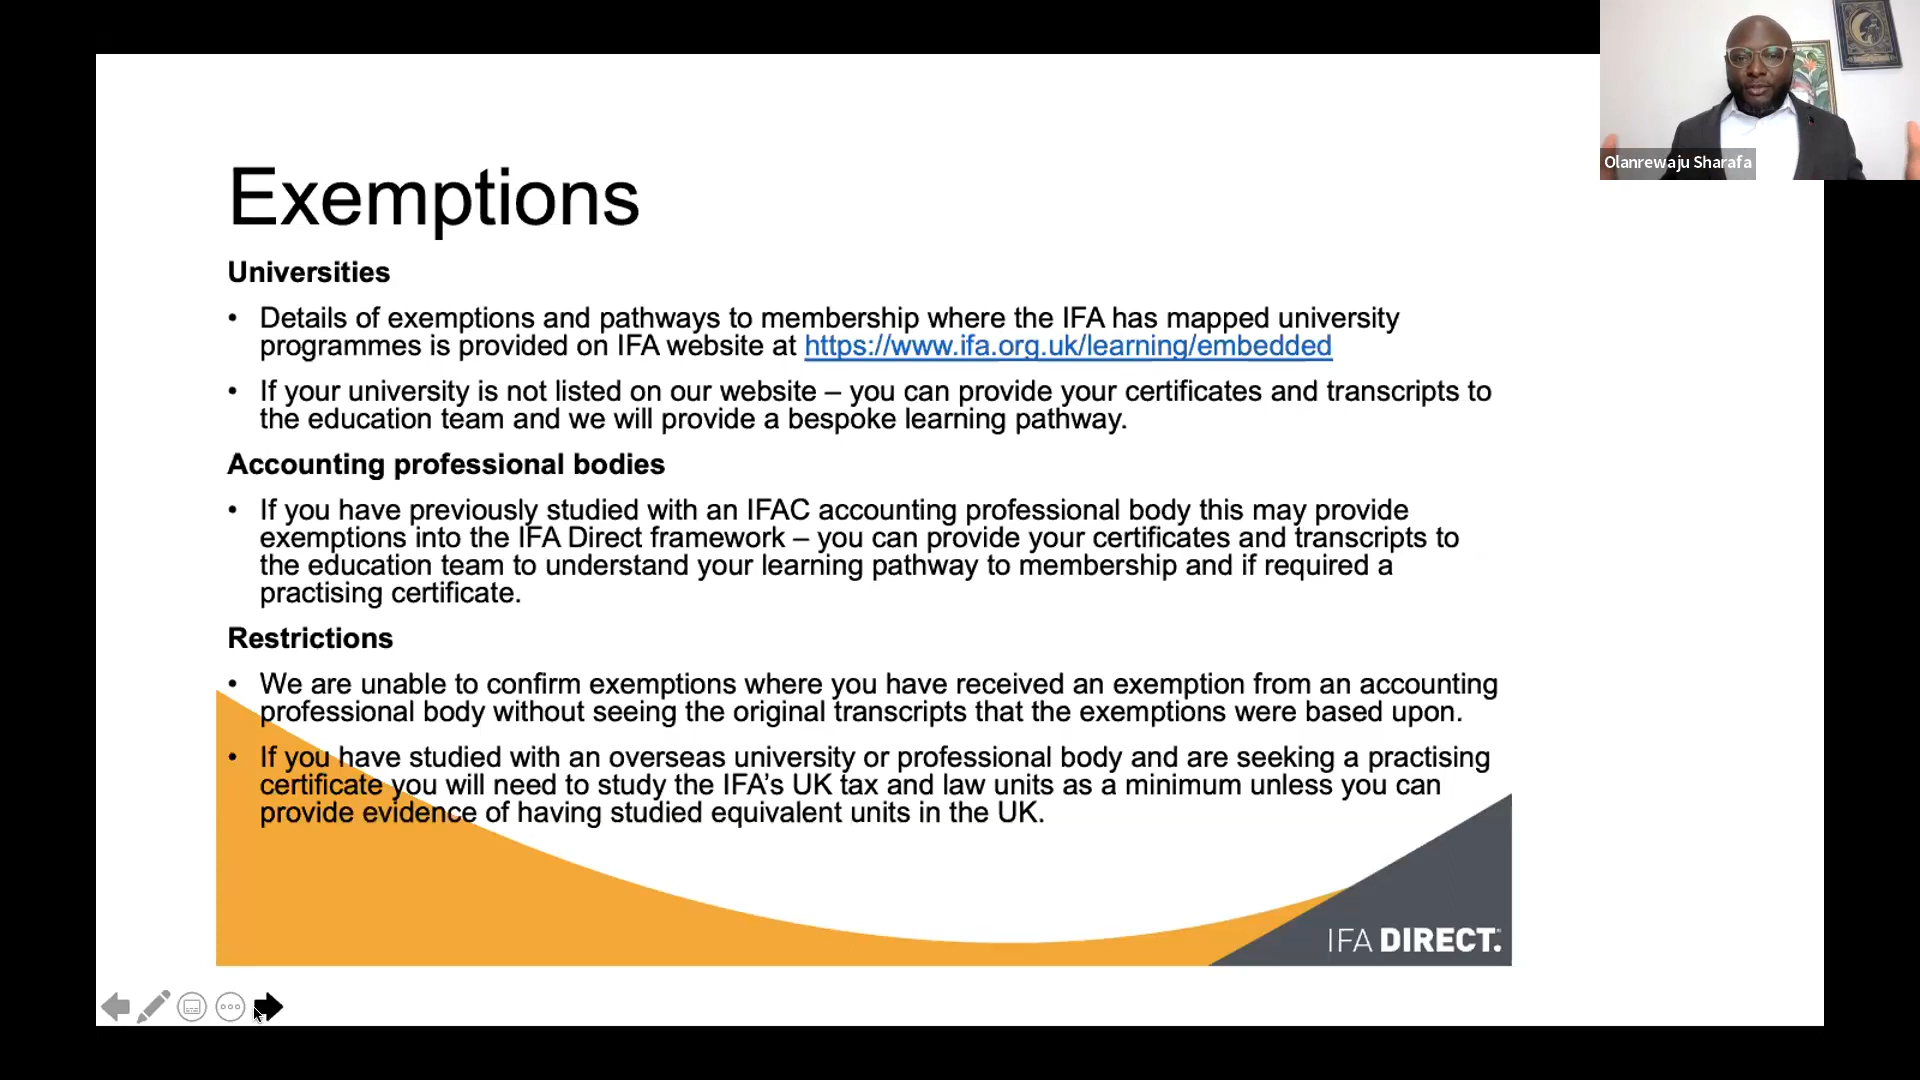 Olanrewaju Sharafa
Exemptions
Universities
• Details of exemptions and pathways to membership where the IFA has mapped university
programmes is provided on IFA website at https://www.ifa.org.uk/learning/embedded
• If your university is not listed on our website – you can provide your certificates and transcripts to
the education team and we will provide a bespoke learning pathway.
Accounting professional bodies
• If you have previously studied with an IFAC accounting professional body this may provide
exemptions into the IFA Direct framework – you can provide your certificates and transcripts to
the education team to understand your learning pathway to membership and if required a
practising certificate.
Restrictions
• We are unable to confirm exemptions where you have received an exemption from an accounting
professional body without seeing the original transcripts that the exemptions were based upon.
• If you have studied with an overseas university or professional body and are seeking a practising
certificate you will need to study the IFA’s UK tax and law units as a minimum unless you can
provide evidence of having studied equivalent units in the UK.
IFA DIRECT.